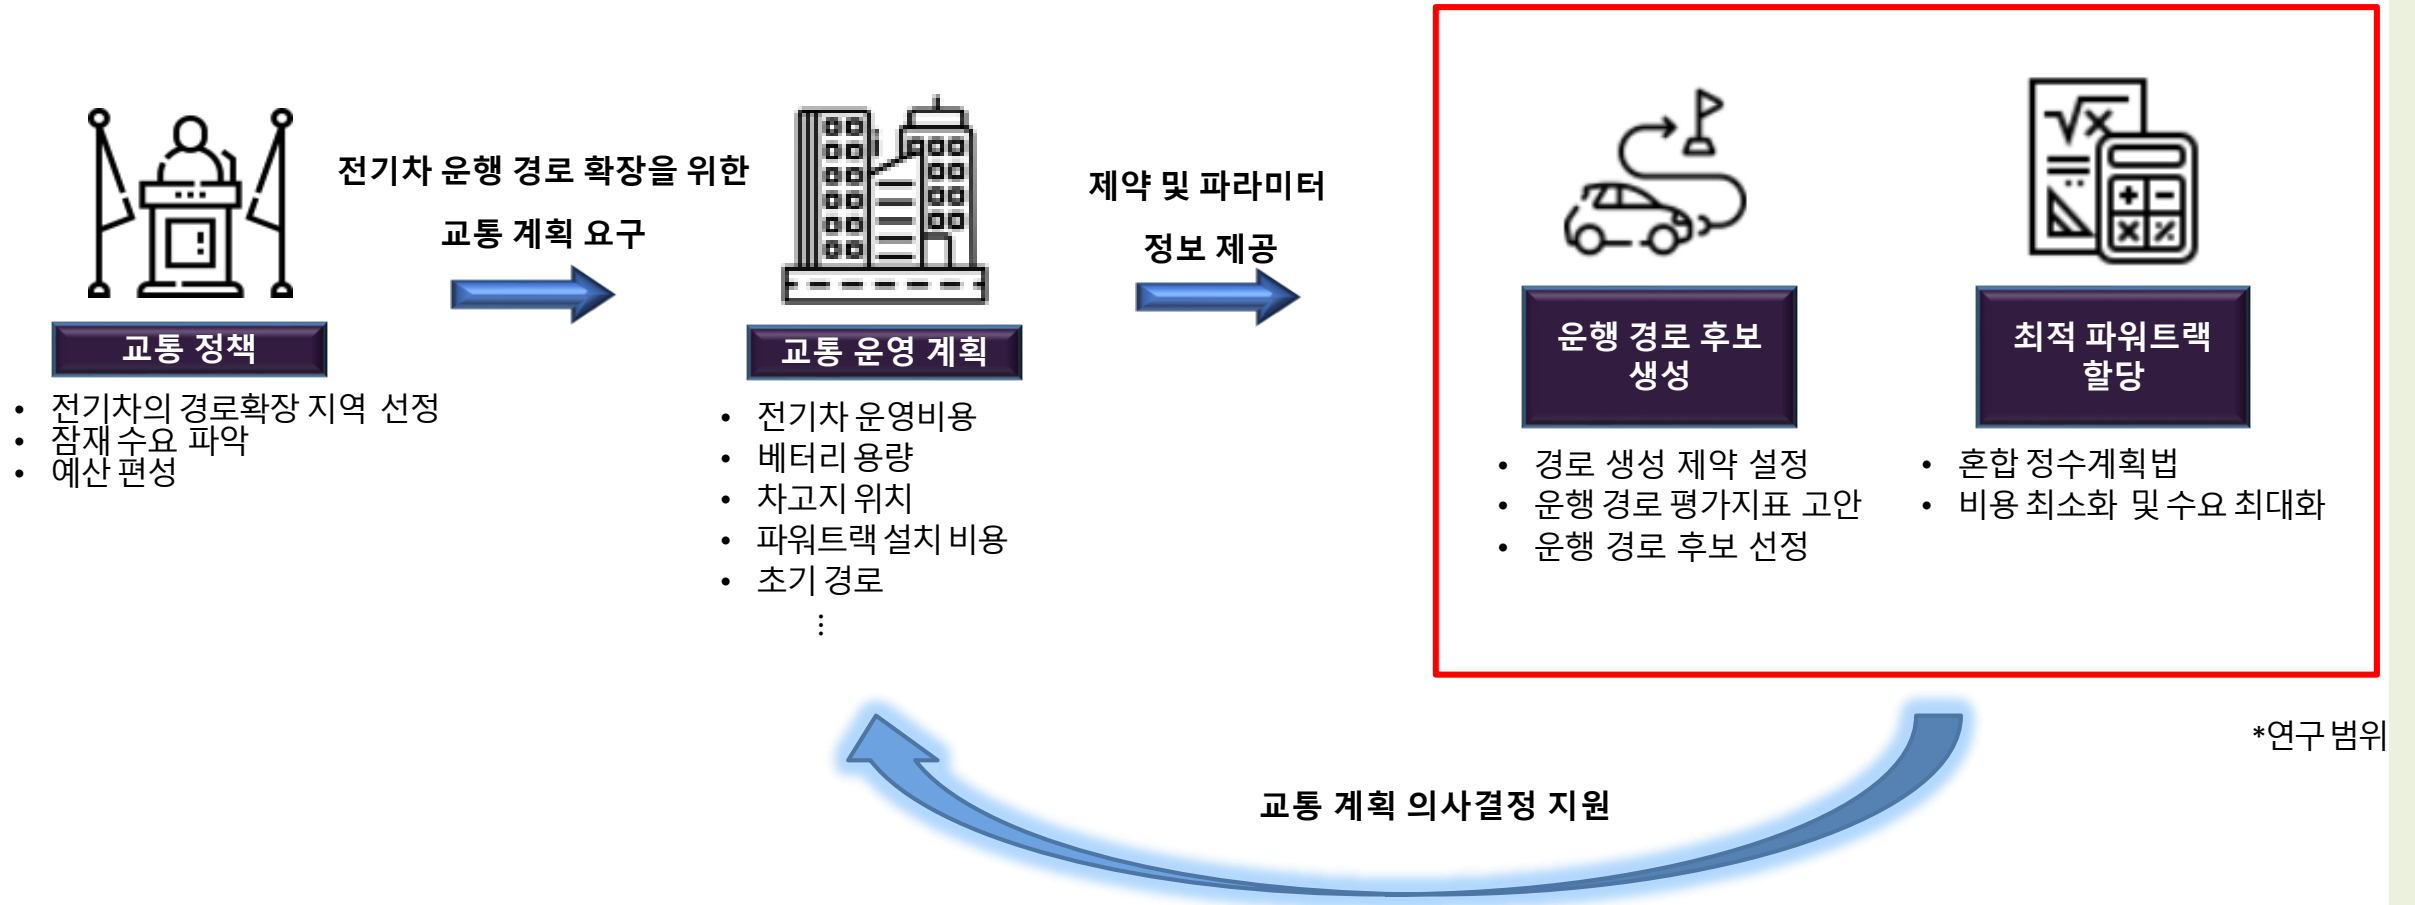 전기차 운행 경로 확장을 위한
교통 계획 요구
제약 및 파라미터
정보 제공
교통 정책
• 전기차의 경로확장 지역 선정
• 잠재 수요 파악
• 예산 편성
교통 운영 계획
• 전기차 운영비용
• 베터리 용량
• 차고지 위치
• 파워트랙 설치 비용
• 초기 경로
⋮
운행 경로 후보
생성
• 경로 생성 제약 설정
• 운행 경로 평가지표 고안
• 운행 경로 후보 선정
최적 파워트랙
할당
• 혼합 정수계획법
• 비용 최소화 및 수요 최대화
*연구 범위
교통 계획 의사결정 지원